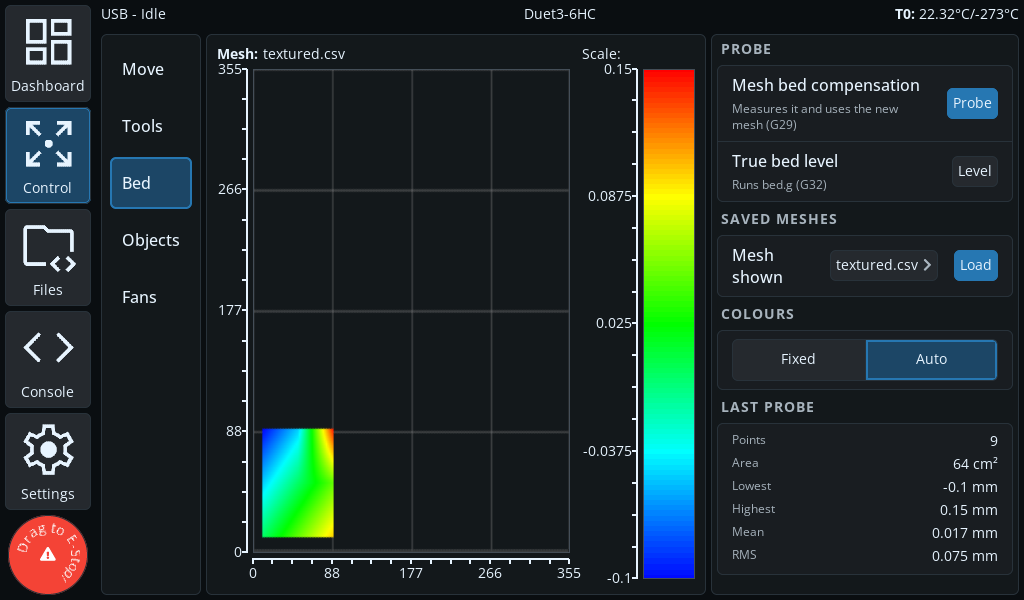 USB - Idle
Duet3-6HC
T0: 22.32°C/-273°C
Dashboard
Control
Files
Console
Settings
Drag to E-Stop!
Move
Tools
Bed
Objects
Fans
Mesh: textured.csv
355
266
177
88
0
0 88 177 266 355
Scale:
0.15
0.0875
0.025
-0.0375
-0.1
PROBE
Mesh bed compensation
Measures it and uses the new
mesh (G29)
Probe
True bed level
Runs bed.g (G32)
Level
SAVED MESHES
Mesh
shown
textured.csv
Load
COLOURS
Fixed
Auto
LAST PROBE
Points 9
Area 64 cm²
Lowest -0.1 mm
Highest 0.15 mm
Mean 0.017 mm
RMS 0.075 mm